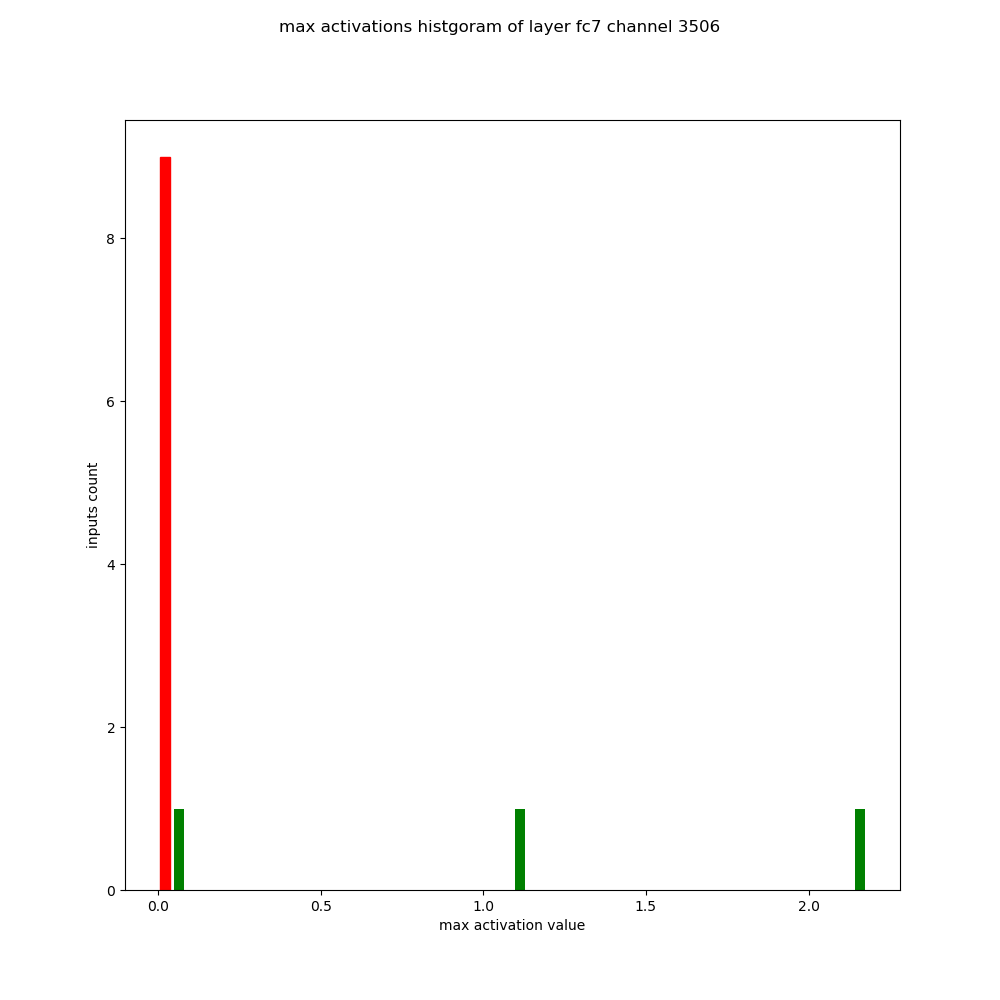 max activations histgoram of layer fc7 channel 3506
8
6
4
2
0
inputs count
0.0 0.5 1.0 1.5 2.0
max activation value